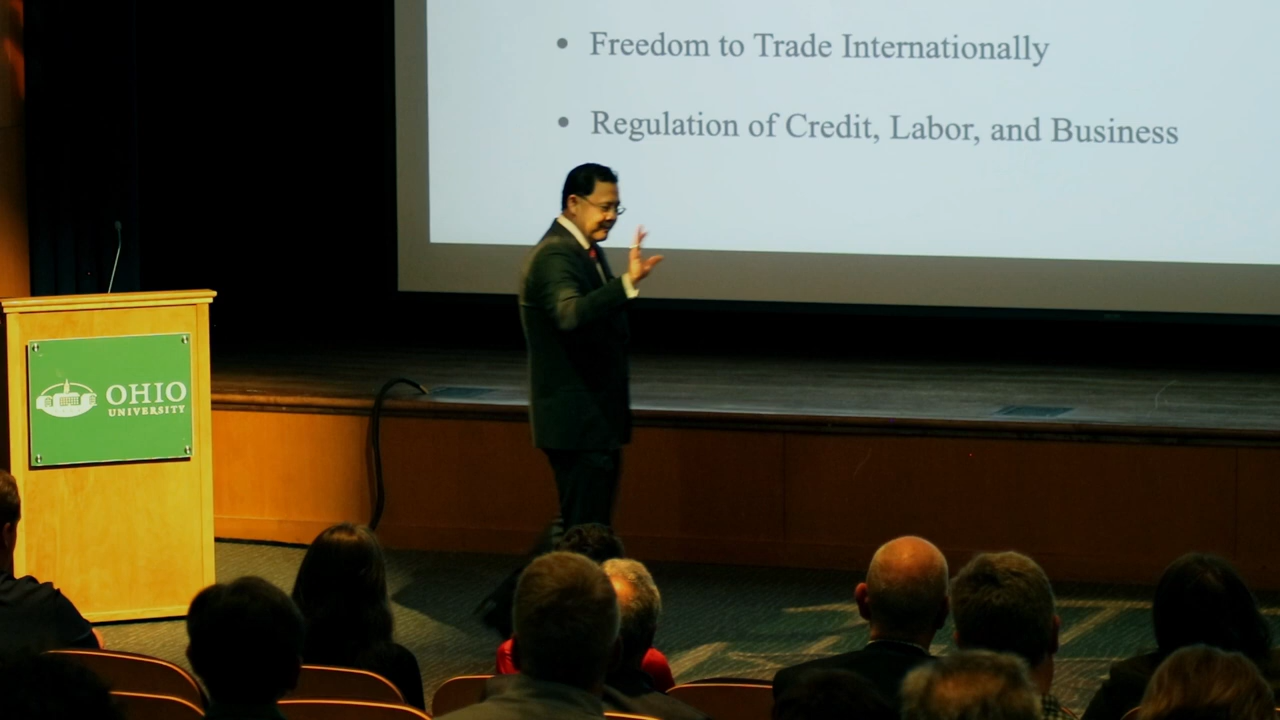 • Freedom to Trade Internationally
• Regulation of Credit, Labor, and Business
OHIO
UNIVERSITY